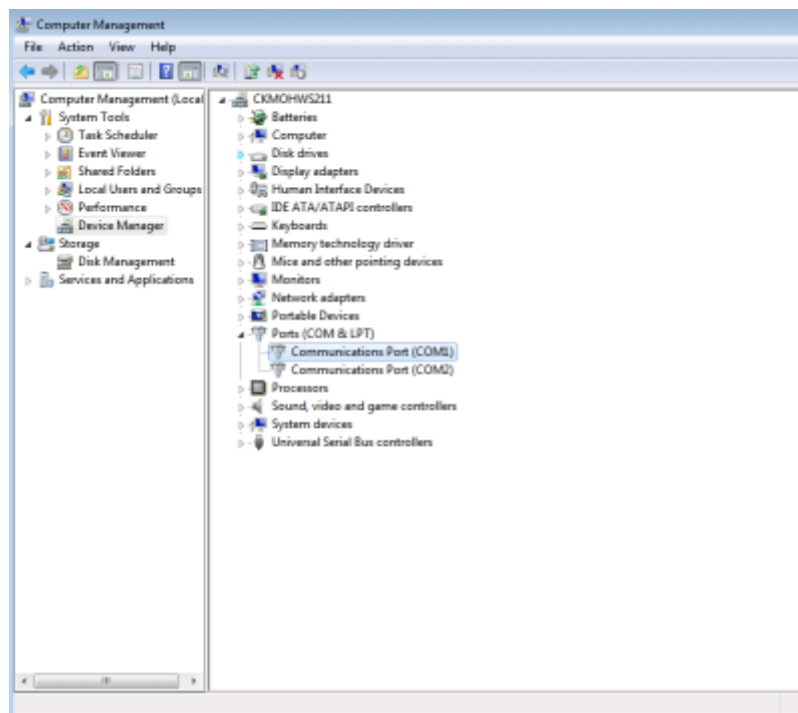 Computer Management
File Action View Help
Computer Management (Local
System Tools
Task Scheduler
Event Viewer
Shared Folders
Local Users and Groups
Performance
Device Manager
Storage
Disk Management
Services and Applications
CKMOHWS211
Batteries
Computer
Disk drives
Display adapters
Human Interface Devices
IDE ATA/ATAPI controllers
Keyboards
Memory technology driver
Mice and other pointing devices
Monitors
Network adapters
Portable Devices
Ports (COM & LPT)
Communications Port (COM1)
Communications Port (COM2)
Processors
Sound, video and game controllers
System devices
Universal Serial Bus controllers